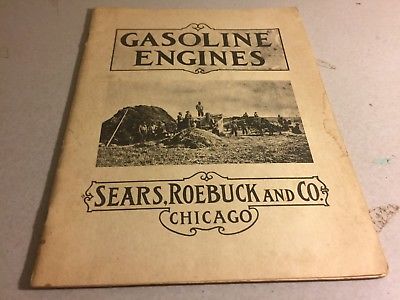 GASOLINE
ENGINES
SEARS, ROEBUCK AND CO.
CHICAGO